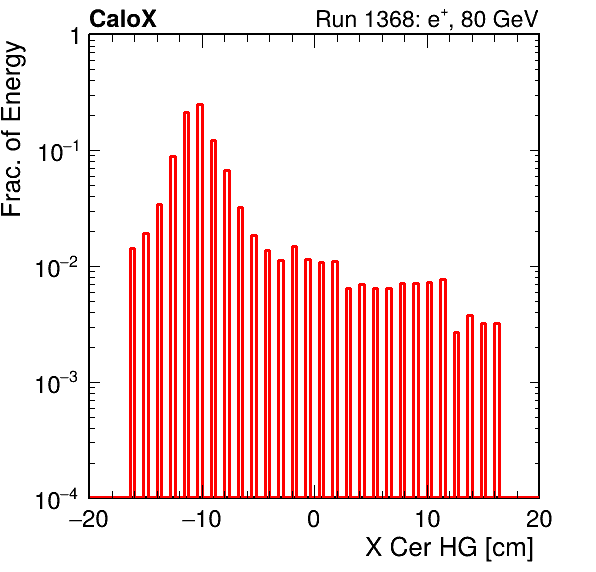 CaloX Run 1368: e⁺, 80 GeV
Frac. of Energy
1
10⁻¹
10⁻²
10⁻³
10⁻⁴
−20 −10 0 10 20
X Cer HG [cm]